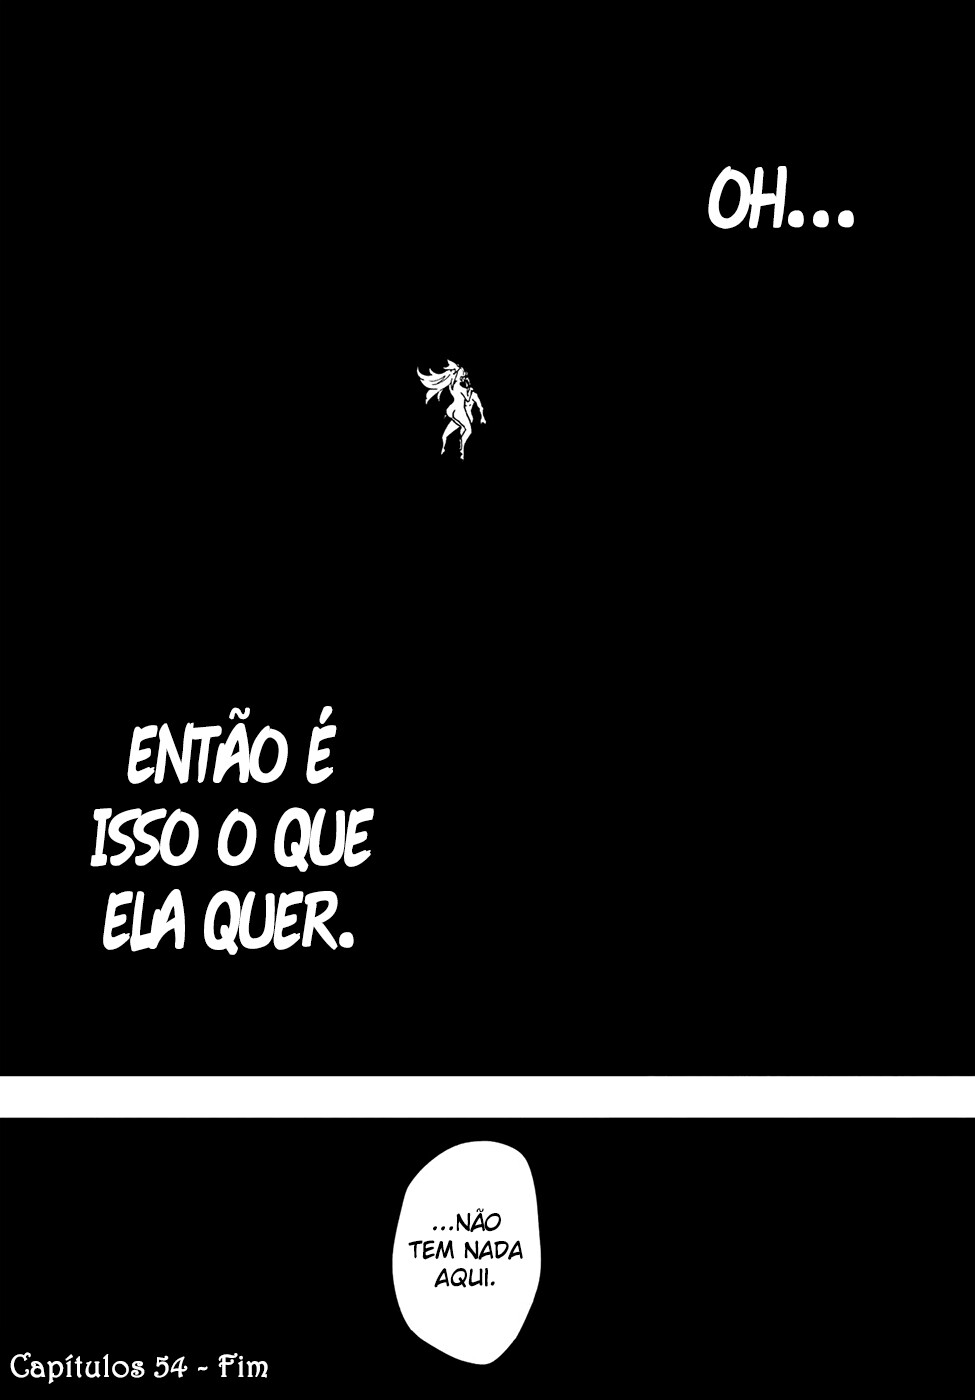 OH...
ENTÃO É
ISSO O QUE
ELA QUER.
...NÃO
TEM NADA
AQUI.
Capítulos 54 - Fim